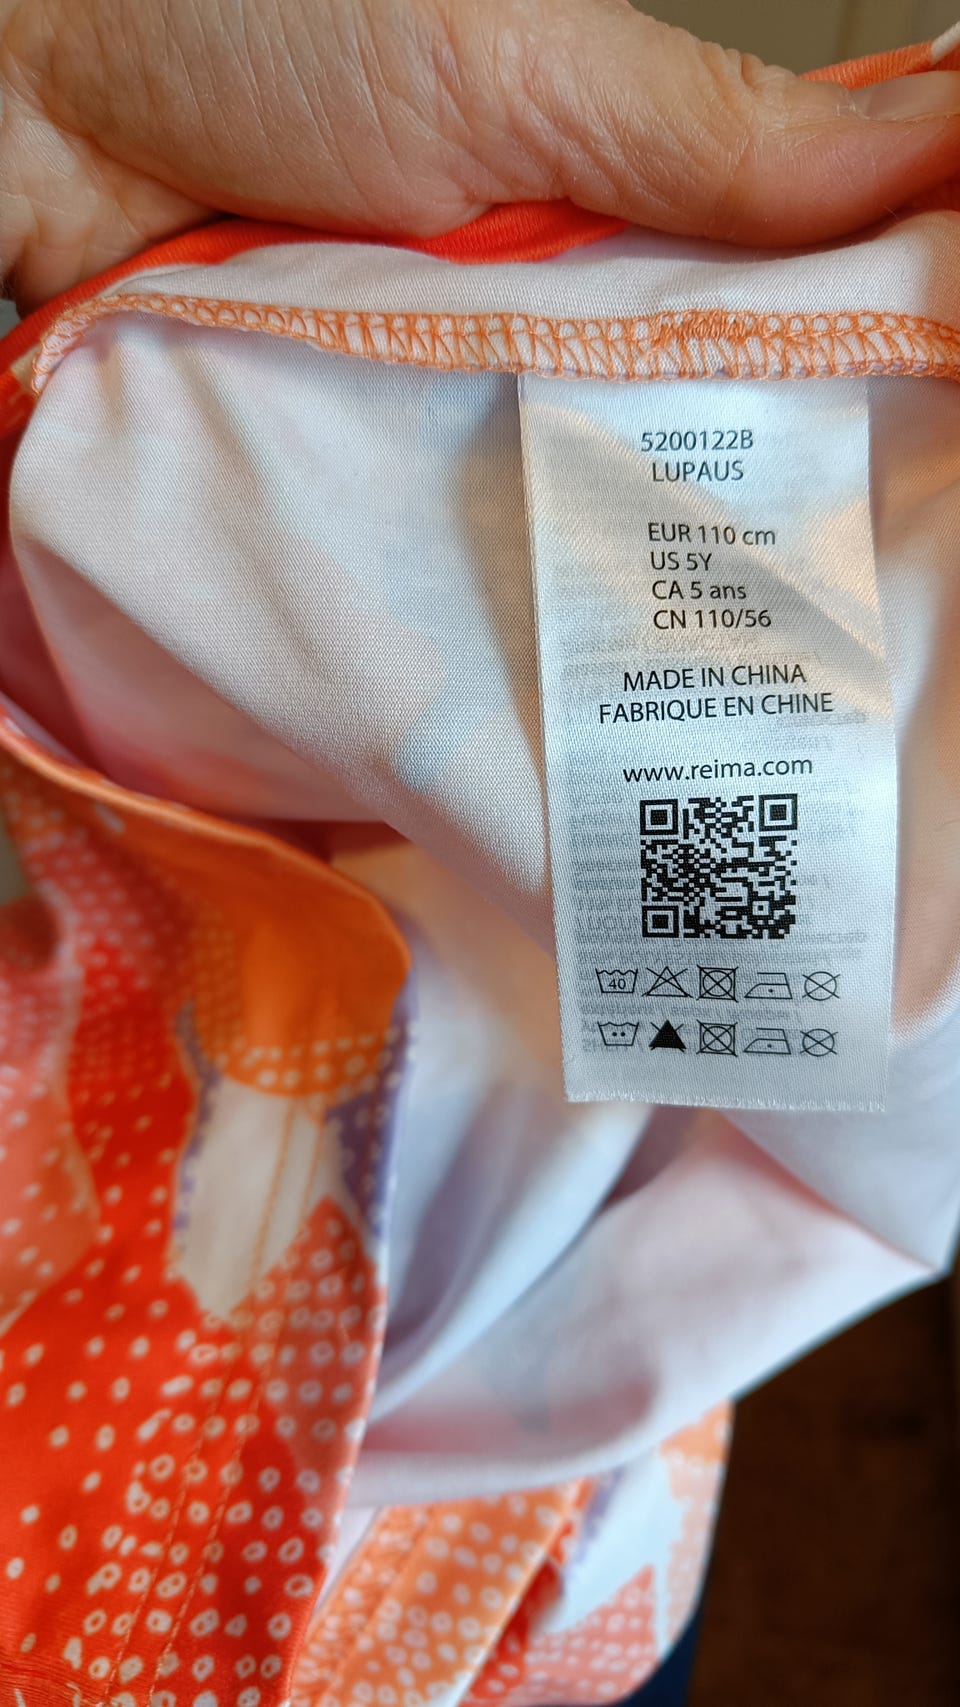 5200122B
LUPAUS
EUR 110 cm
US 5Y
CA 5 ans
CN 110/56
MADE IN CHINA
FABRIQUE EN CHINE
www.reima.com
40